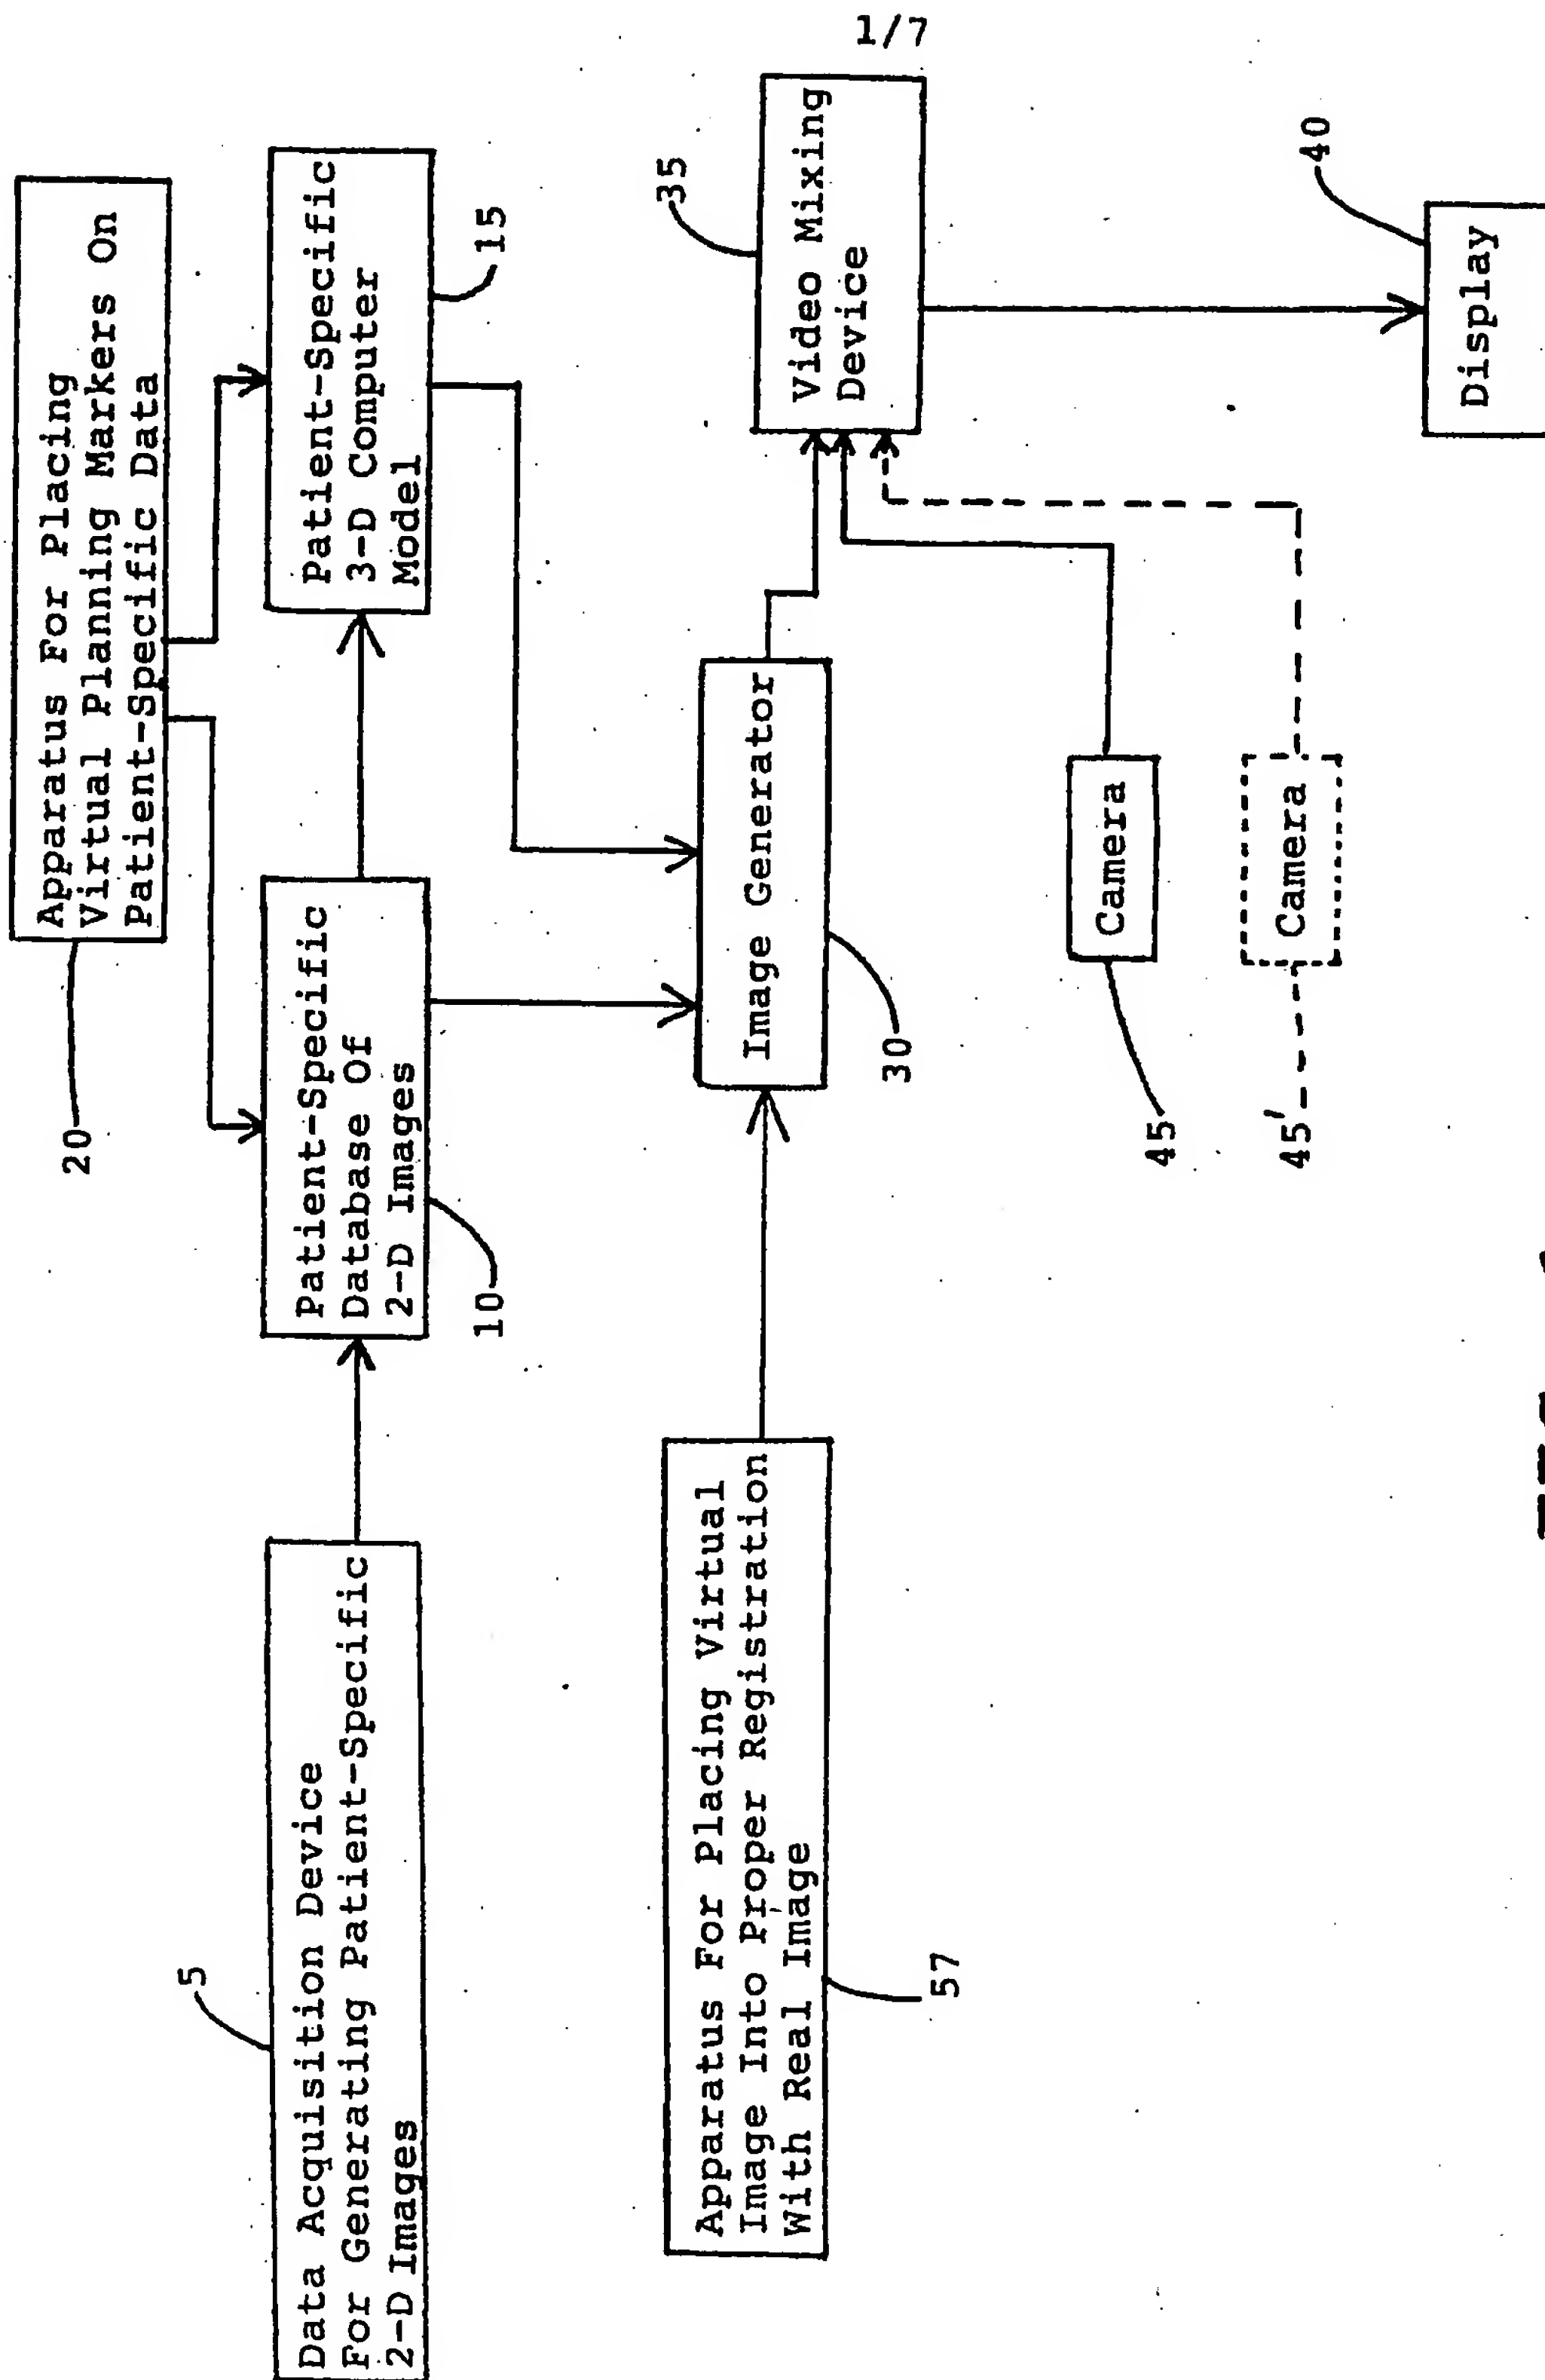 1/7
Apparatus For Placing
Virtual Planning Markers On
Patient-Specific Data
20
Data Acquisition Device
For Generating Patient-Specific
2-D Images
5
Patient-Specific
Database Of
2-D Images
10
Patient-Specific
3-D Computer
Model
15
Apparatus For Placing Virtual
Image Into Proper Registration
With Real Image
57
Image Generator
30
Video Mixing
Device
35
Camera
45
Camera
45'
Display
40